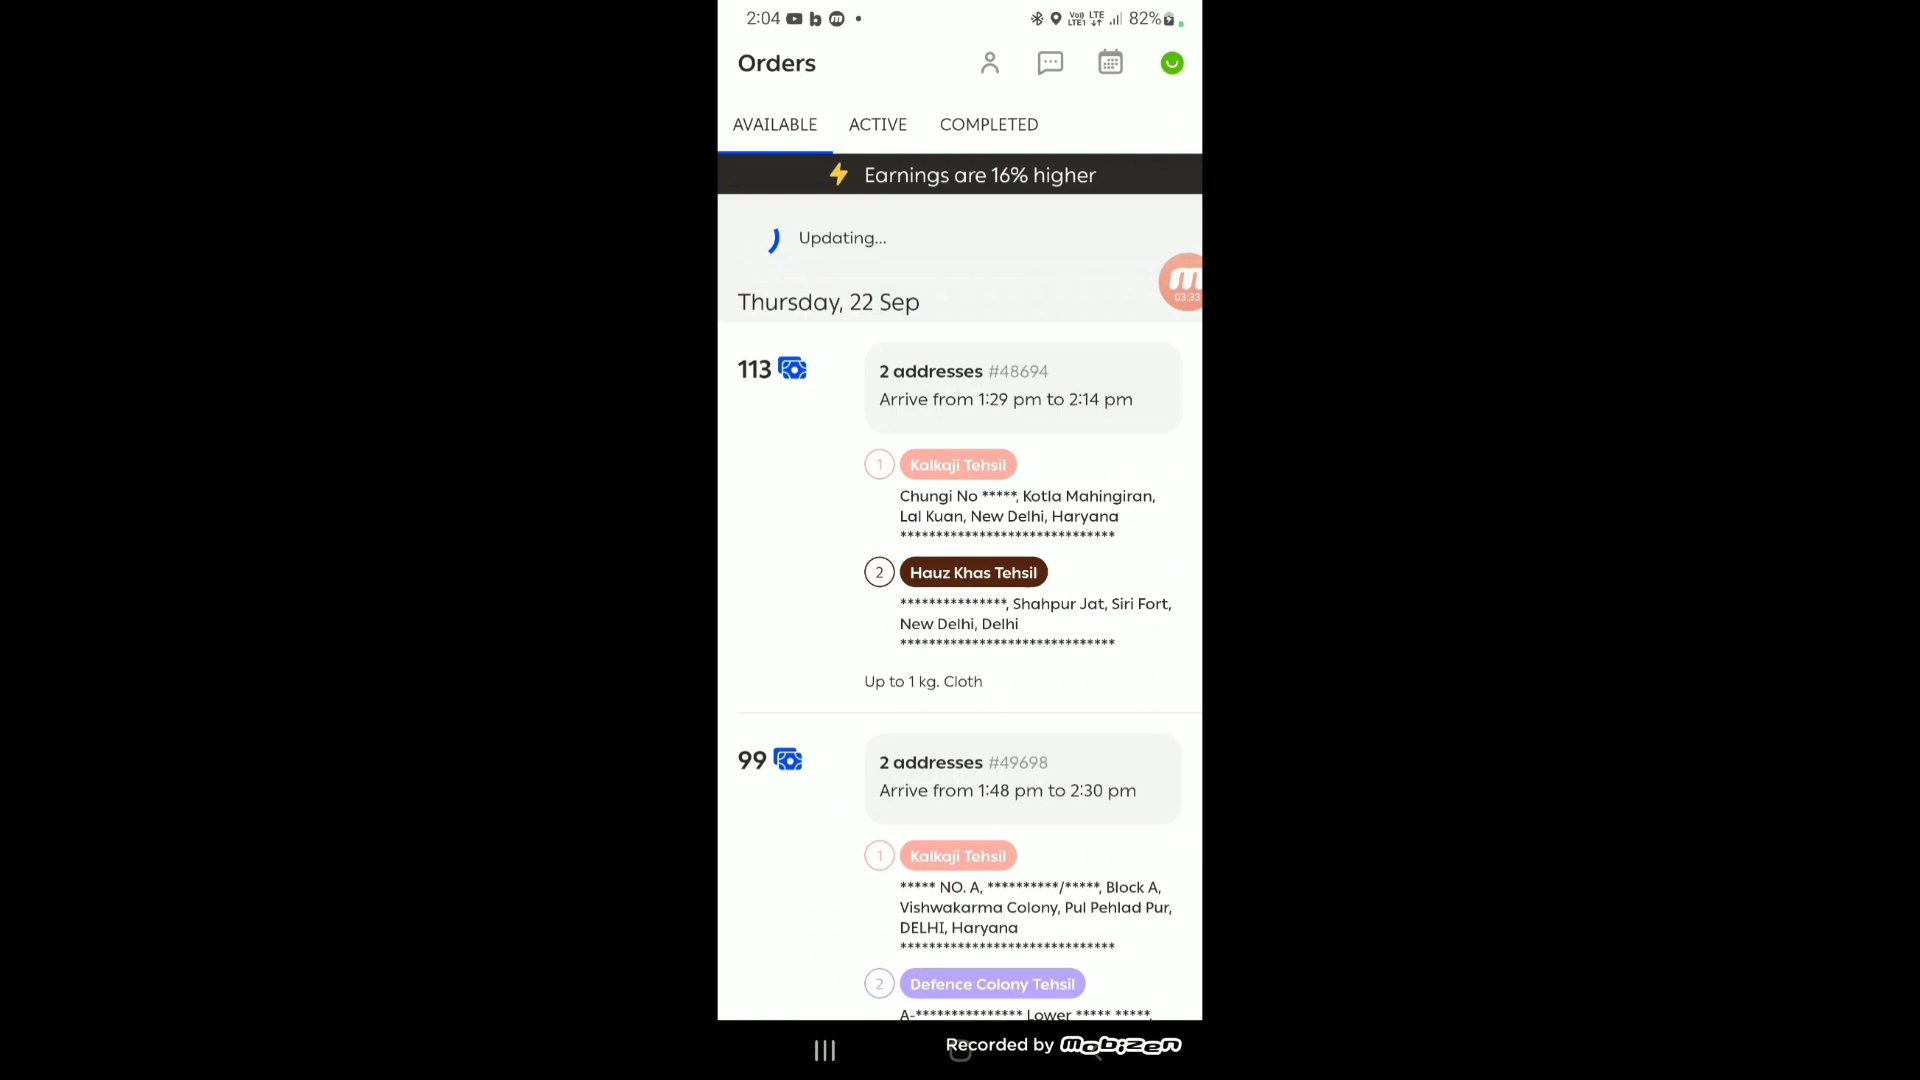 2:04
Vo) LTE
LTE1
82%
Orders
AVAILABLE ACTIVE COMPLETED
Earnings are 16% higher
Updating...
03:33
Thursday, 22 Sep
113
2 addresses #48694
Arrive from 1:29 pm to 2:14 pm
1 Kalkaji Tehsil
Chungi No *****, Kotla Mahingiran,
Lal Kuan, New Delhi, Haryana
******************************
2 Hauz Khas Tehsil
***************, Shahpur Jat, Siri Fort,
New Delhi, Delhi
******************************
Up to 1 kg. Cloth
99
2 addresses #49698
Arrive from 1:48 pm to 2:30 pm
1 Kalkaji Tehsil
***** NO. A, **********/*****, Block A,
Vishwakarma Colony, Pul Pehlad Pur,
DELHI, Haryana
******************************
2 Defence Colony Tehsil
A-*************** Lower ***** *****,
Recorded by Mobizen